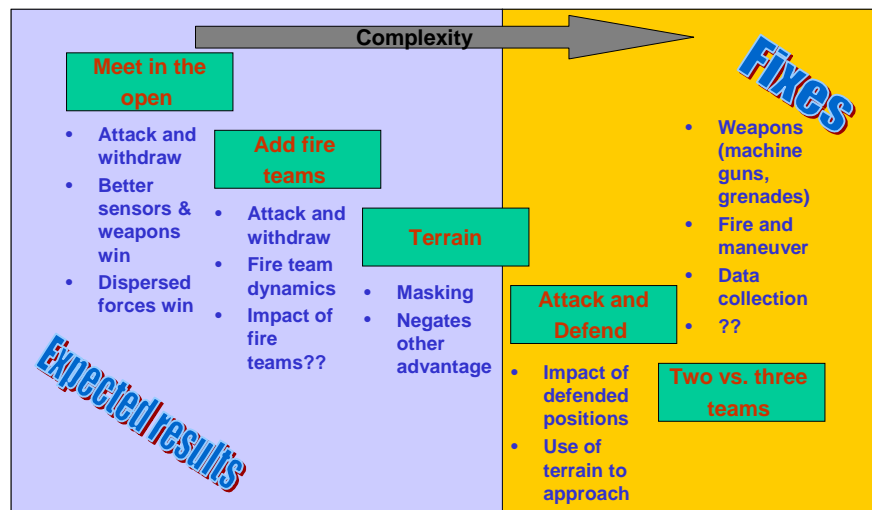 Complexity
Meet in the
open
• Attack and
withdraw
• Better
sensors &
weapons
win
• Dispersed
forces win
Add fire
teams
• Attack and
withdraw
• Fire team
dynamics
• Impact of
fire
teams??
Terrain
• Masking
• Negates
other
advantage
Attack and
Defend
• Impact of
defended
positions
• Use of
terrain to
approach
Two vs. three
teams
Fixes
• Weapons
(machine
guns,
grenades)
• Fire and
maneuver
• Data
collection
• ??
Expected results